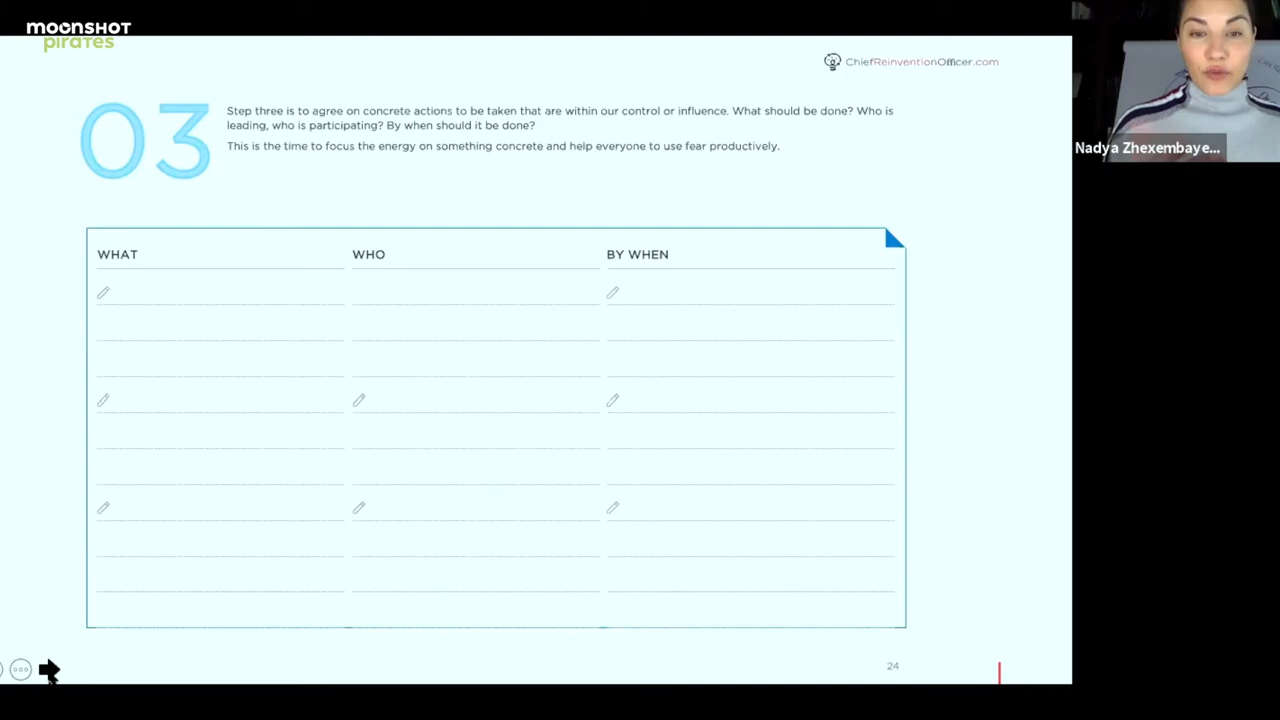 moonshot
pirates
ChiefReinventionOfficer.com
03
Step three is to agree on concrete actions to be taken that are within our control or influence. What should be done? Who is
leading, who is participating? By when should it be done?
This is the time to focus the energy on something concrete and help everyone to use fear productively.
Nadya Zhexembaye...
WHAT WHO BY WHEN
24